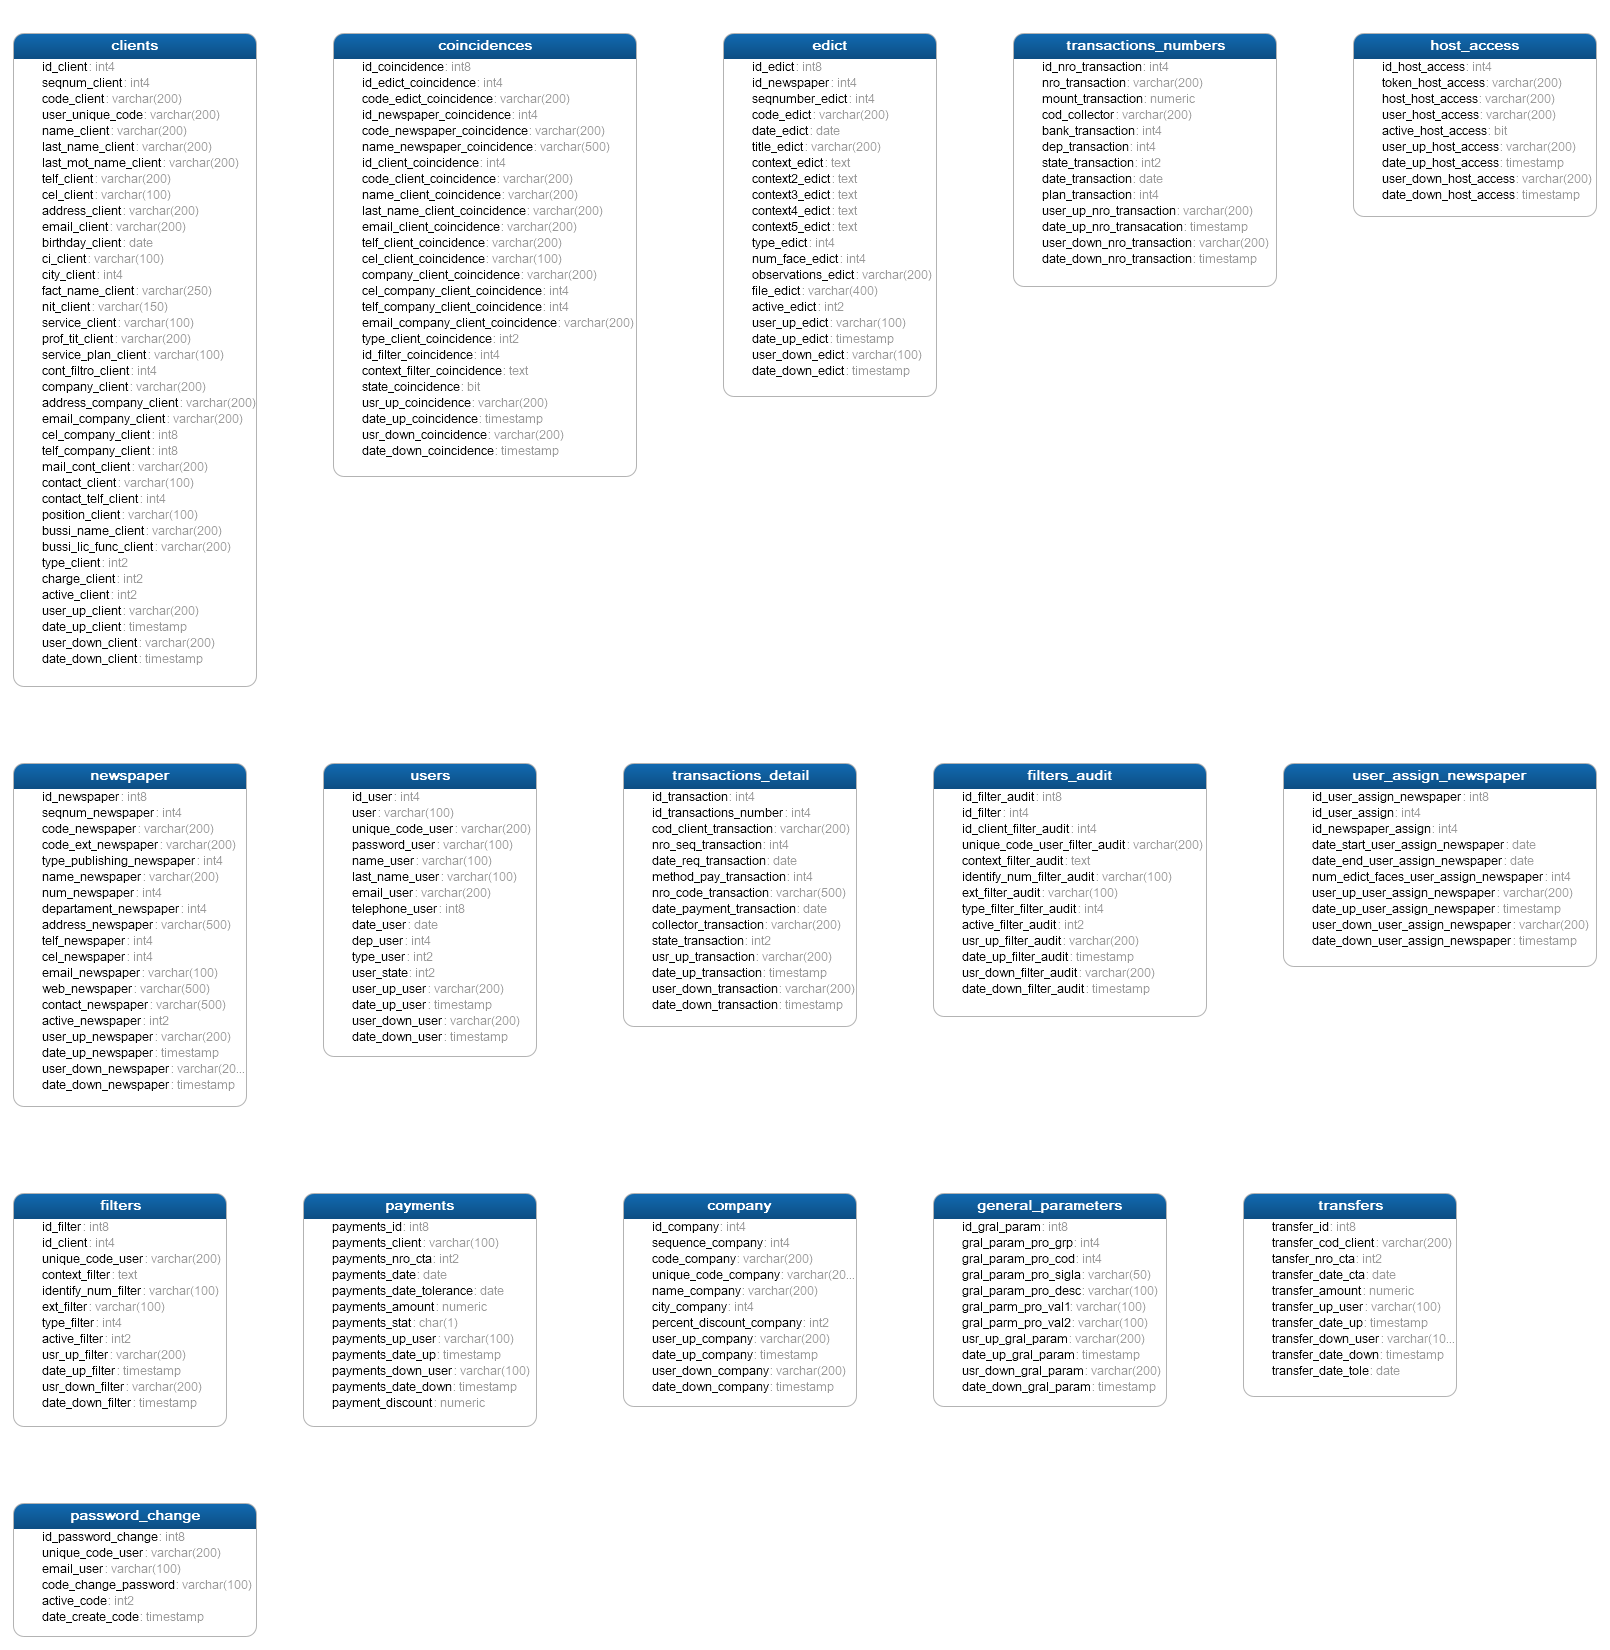 clients
id_client: int4
seqnum_client: int4
code_client: varchar(200)
user_unique_code: varchar(200)
name_client: varchar(200)
last_name_client: varchar(200)
last_mot_name_client: varchar(200)
telf_client: varchar(200)
cel_client: varchar(100)
address_client: varchar(200)
email_client: varchar(200)
birthday_client: date
ci_client: varchar(100)
city_client: int4
fact_name_client: varchar(250)
nit_client: varchar(150)
service_client: varchar(100)
prof_tit_client: varchar(200)
service_plan_client: varchar(100)
cont_filtro_client: int4
company_client: varchar(200)
address_company_client: varchar(200)
email_company_client: varchar(200)
cel_company_client: int8
telf_company_client: int8
mail_cont_client: varchar(200)
contact_client: varchar(100)
contact_telf_client: int4
position_client: varchar(100)
bussi_name_client: varchar(200)
bussi_lic_func_client: varchar(200)
type_client: int2
charge_client: int2
active_client: int2
user_up_client: varchar(200)
date_up_client: timestamp
user_down_client: varchar(200)
date_down_client: timestamp
coincidences
id_coincidence: int8
id_edict_coincidence: int4
code_edict_coincidence: varchar(200)
id_newspaper_coincidence: int4
code_newspaper_coincidence: varchar(200)
name_newspaper_coincidence: varchar(500)
id_client_coincidence: int4
code_client_coincidence: varchar(200)
name_client_coincidence: varchar(200)
last_name_client_coincidence: varchar(200)
email_client_coincidence: varchar(200)
telf_client_coincidence: varchar(200)
cel_client_coincidence: varchar(100)
company_client_coincidence: varchar(200)
cel_company_client_coincidence: int4
telf_company_client_coincidence: int4
email_company_client_coincidence: varchar(200)
type_client_coincidence: int2
id_filter_coincidence: int4
context_filter_coincidence: text
state_coincidence: bit
usr_up_coincidence: varchar(200)
date_up_coincidence: timestamp
usr_down_coincidence: varchar(200)
date_down_coincidence: timestamp
edict
id_edict: int8
id_newspaper: int4
seqnumber_edict: int4
code_edict: varchar(200)
date_edict: date
title_edict: varchar(200)
context_edict: text
context2_edict: text
context3_edict: text
context4_edict: text
context5_edict: text
type_edict: int4
num_face_edict: int4
observations_edict: varchar(200)
file_edict: varchar(400)
active_edict: int2
user_up_edict: varchar(100)
date_up_edict: timestamp
user_down_edict: varchar(100)
date_down_edict: timestamp
transactions_numbers
id_nro_transaction: int4
nro_transaction: varchar(200)
mount_transaction: numeric
cod_collector: varchar(200)
bank_transaction: int4
dep_transaction: int4
state_transaction: int2
date_transaction: date
plan_transaction: int4
user_up_nro_transaction: varchar(200)
date_up_nro_transacation: timestamp
user_down_nro_transaction: varchar(200)
date_down_nro_transaction: timestamp
host_access
id_host_access: int4
token_host_access: varchar(200)
host_host_access: varchar(200)
user_host_access: varchar(200)
active_host_access: bit
user_up_host_access: varchar(200)
date_up_host_access: timestamp
user_down_host_access: varchar(200)
date_down_host_access: timestamp
newspaper
id_newspaper: int8
seqnum_newspaper: int4
code_newspaper: varchar(200)
code_ext_newspaper: varchar(200)
type_publishing_newspaper: int4
name_newspaper: varchar(200)
num_newspaper: int4
departament_newspaper: int4
address_newspaper: varchar(500)
telf_newspaper: int4
cel_newspaper: int4
email_newspaper: varchar(100)
web_newspaper: varchar(500)
contact_newspaper: varchar(500)
active_newspaper: int2
user_up_newspaper: varchar(200)
date_up_newspaper: timestamp
user_down_newspaper: varchar(20...
date_down_newspaper: timestamp
users
id_user: int4
user: varchar(100)
unique_code_user: varchar(200)
password_user: varchar(100)
name_user: varchar(100)
last_name_user: varchar(100)
email_user: varchar(200)
telephone_user: int8
date_user: date
dep_user: int4
type_user: int2
user_state: int2
user_up_user: varchar(200)
date_up_user: timestamp
user_down_user: varchar(200)
date_down_user: timestamp
transactions_detail
id_transaction: int4
id_transactions_number: int4
cod_client_transaction: varchar(200)
nro_seq_transaction: int4
date_req_transaction: date
method_pay_transaction: int4
nro_code_transaction: varchar(500)
date_payment_transaction: date
collector_transaction: varchar(200)
state_transaction: int2
usr_up_transaction: varchar(200)
date_up_transaction: timestamp
user_down_transaction: varchar(200)
date_down_transaction: timestamp
filters_audit
id_filter_audit: int8
id_filter: int4
id_client_filter_audit: int4
unique_code_user_filter_audit: varchar(200)
context_filter_audit: text
identify_num_filter_audit: varchar(100)
ext_filter_audit: varchar(100)
type_filter_filter_audit: int4
active_filter_audit: int2
usr_up_filter_audit: varchar(200)
date_up_filter_audit: timestamp
usr_down_filter_audit: varchar(200)
date_down_filter_audit: timestamp
user_assign_newspaper
id_user_assign_newspaper: int8
id_user_assign: int4
id_newspaper_assign: int4
date_start_user_assign_newspaper: date
date_end_user_assign_newspaper: date
num_edict_faces_user_assign_newspaper: int4
user_up_user_assign_newspaper: varchar(200)
date_up_user_assign_newspaper: timestamp
user_down_user_assign_newspaper: varchar(200)
date_down_user_assign_newspaper: timestamp
filters
id_filter: int8
id_client: int4
unique_code_user: varchar(200)
context_filter: text
identify_num_filter: varchar(100)
ext_filter: varchar(100)
type_filter: int4
active_filter: int2
usr_up_filter: varchar(200)
date_up_filter: timestamp
usr_down_filter: varchar(200)
date_down_filter: timestamp
payments
payments_id: int8
payments_client: varchar(100)
payments_nro_cta: int2
payments_date: date
payments_date_tolerance: date
payments_amount: numeric
payments_stat: char(1)
payments_up_user: varchar(100)
payments_date_up: timestamp
payments_down_user: varchar(100)
payments_date_down: timestamp
payment_discount: numeric
company
id_company: int4
sequence_company: int4
code_company: varchar(200)
unique_code_company: varchar(20...
name_company: varchar(200)
city_company: int4
percent_discount_company: int2
user_up_company: varchar(200)
date_up_company: timestamp
user_down_company: varchar(200)
date_down_company: timestamp
general_parameters
id_gral_param: int8
gral_param_pro_grp: int4
gral_param_pro_cod: int4
gral_param_pro_sigla: varchar(50)
gral_param_pro_desc: varchar(100)
gral_parm_pro_val1: varchar(100)
gral_parm_pro_val2: varchar(100)
usr_up_gral_param: varchar(200)
date_up_gral_param: timestamp
usr_down_gral_param: varchar(200)
date_down_gral_param: timestamp
transfers
transfer_id: int8
transfer_cod_client: varchar(200)
tansfer_nro_cta: int2
transfer_date_cta: date
transfer_amount: numeric
transfer_up_user: varchar(100)
transfer_date_up: timestamp
transfer_down_user: varchar(10...
transfer_date_down: timestamp
transfer_date_tole: date
password_change
id_password_change: int8
unique_code_user: varchar(200)
email_user: varchar(100)
code_change_password: varchar(100)
active_code: int2
date_create_code: timestamp